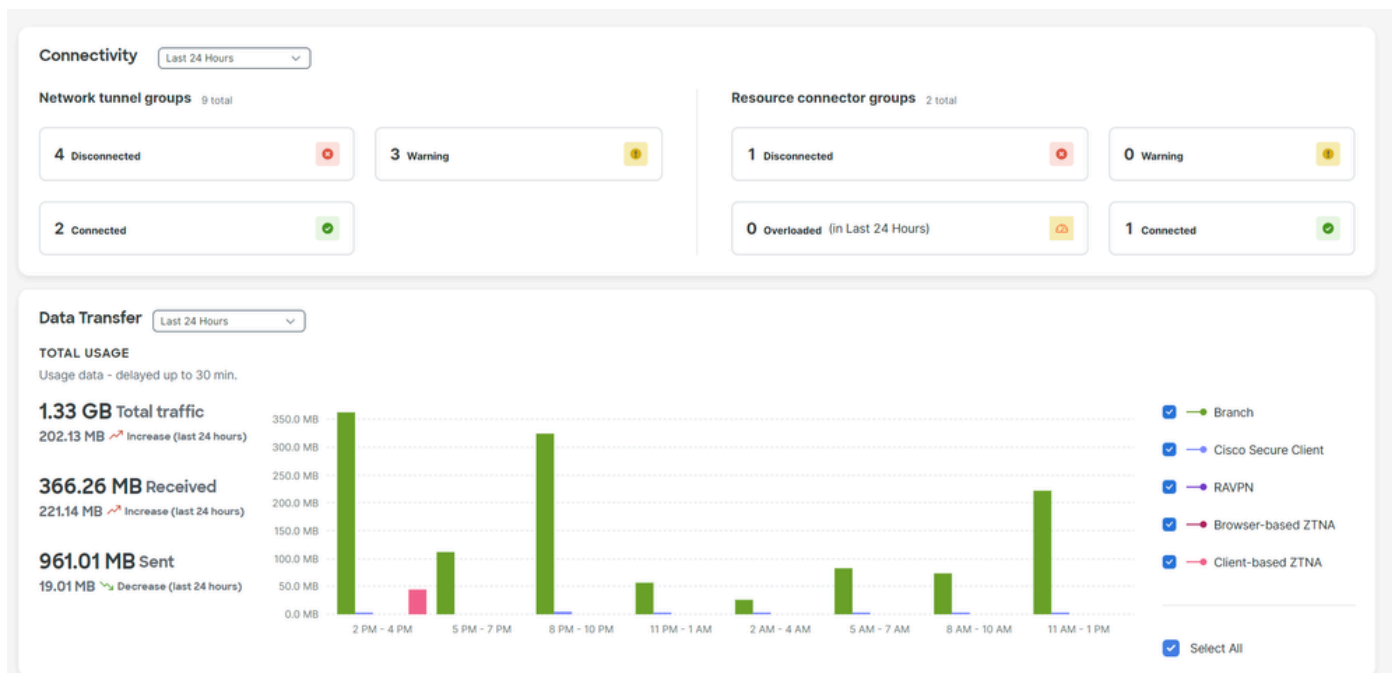 Connectivity Last 24 Hours
Network tunnel groups 9 total
4 Disconnected
3 Warning
2 Connected
Resource connector groups 2 total
1 Disconnected
0 Warning
0 Overloaded (in Last 24 Hours)
1 Connected
Data Transfer Last 24 Hours
TOTAL USAGE
Usage data - delayed up to 30 min.
1.33 GB Total traffic
202.13 MB Increase (last 24 hours)
366.26 MB Received
221.14 MB Increase (last 24 hours)
961.01 MB Sent
19.01 MB Decrease (last 24 hours)
350.0 MB
300.0 MB
250.0 MB
200.0 MB
150.0 MB
100.0 MB
50.0 MB
0.0 MB
2 PM - 4 PM
5 PM - 7 PM
8 PM - 10 PM
11 PM - 1 AM
2 AM - 4 AM
5 AM - 7 AM
8 AM - 10 AM
11 AM - 1 PM
Branch
Cisco Secure Client
RAVPN
Browser-based ZTNA
Client-based ZTNA
Select All